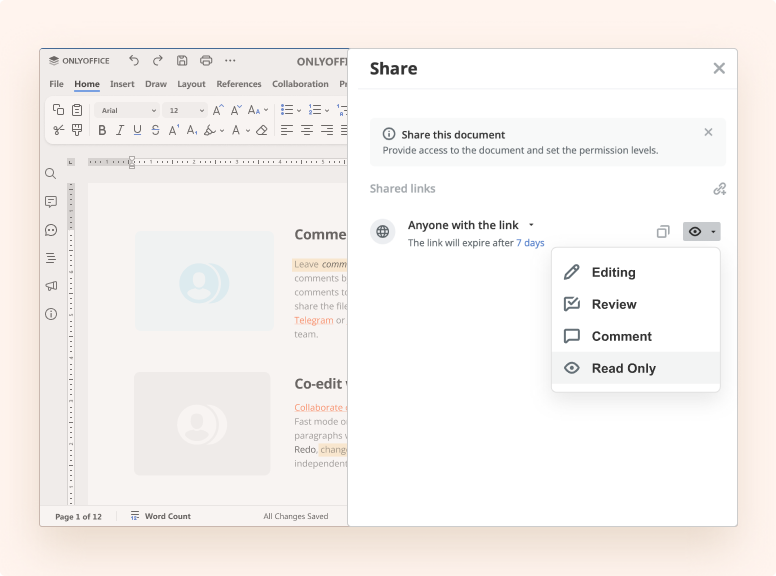 ONLYOFFICE
ONLYOFFI
File Home Insert Draw Layout References Collaboration Pr
Arial 12
B I U S A A A
Comme
Leave comm
comments b
comments to
share the file
Telegram or
team.
Co-edit v
Collaborate
Fast mode o
paragraphs v
Redo, change
independent
Page 1 of 12 Word Count All Changes Saved
Share
Share this document
Provide access to the document and set the permission levels.
Shared links
Anyone with the link
The link will expire after 7 days
Editing
Review
Comment
Read Only